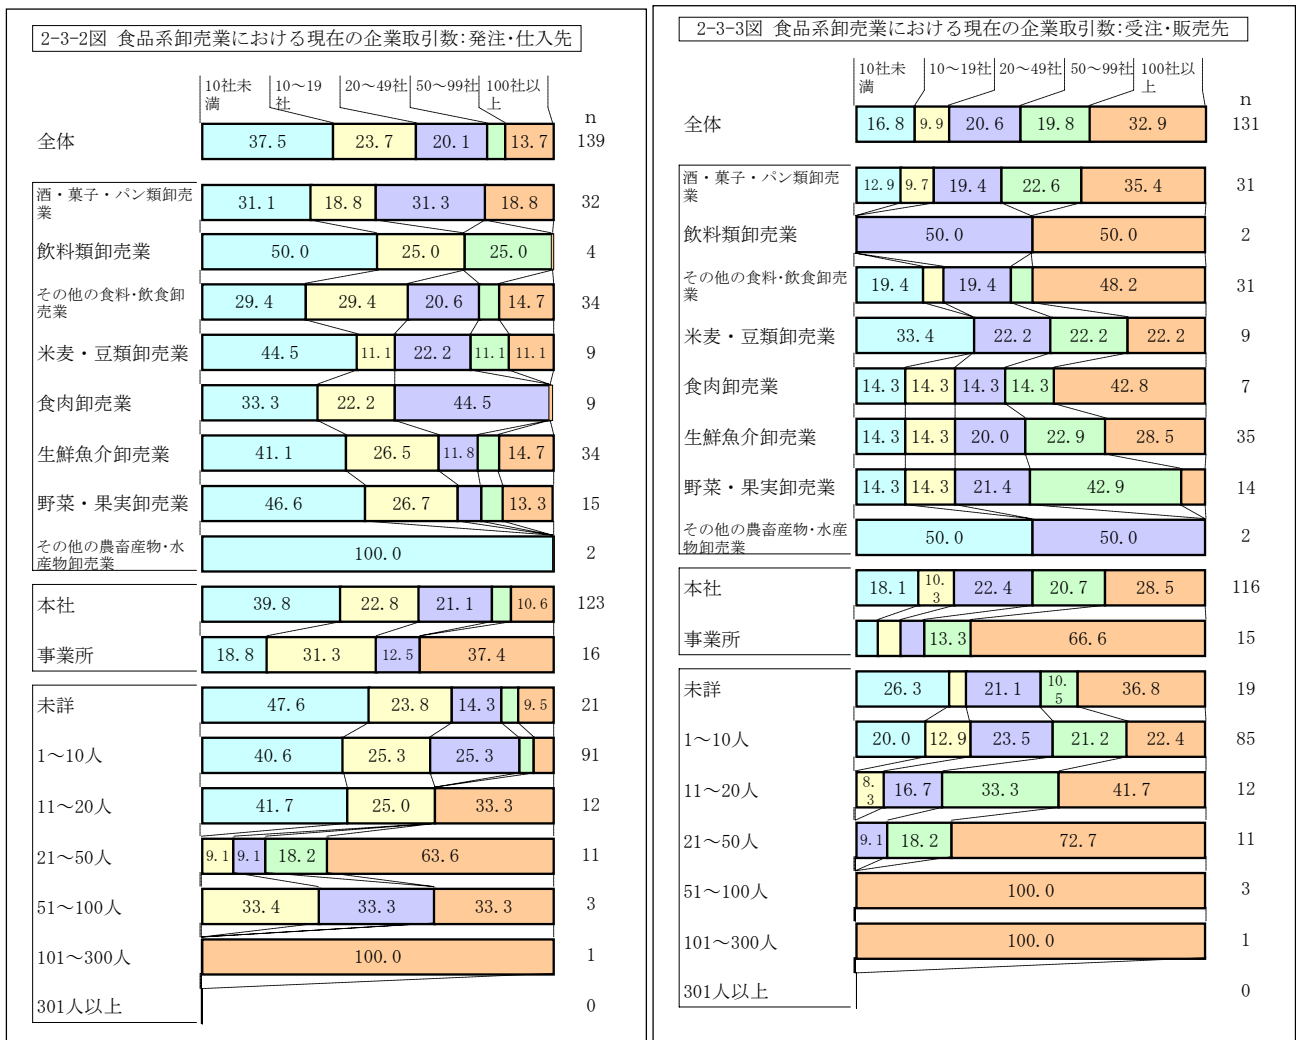 2-3-2図 食品系卸売業における現在の企業取引数:発注・仕入先
10社未満
10～19社
20～49社
50～99社
100社以上
n
全体 37.5 23.7 20.1 13.7 139
酒・菓子・パン類卸売業 31.1 18.8 31.3 18.8 32
飲料類卸売業 50.0 25.0 25.0 4
その他の食料・飲食卸売業 29.4 29.4 20.6 14.7 34
米麦・豆類卸売業 44.5 11.1 22.2 11.1 11.1 9
食肉卸売業 33.3 22.2 44.5 9
生鮮魚介卸売業 41.1 26.5 11.8 14.7 34
野菜・果実卸売業 46.6 26.7 13.3 15
その他の農畜産物・水産物卸売業 100.0 2
本社 39.8 22.8 21.1 10.6 123
事業所 18.8 31.3 12.5 37.4 16
未詳 47.6 23.8 14.3 9.5 21
1～10人 40.6 25.3 25.3 91
11～20人 41.7 25.0 33.3 12
21～50人 9.1 9.1 18.2 63.6 11
51～100人 33.4 33.3 33.3 3
101～300人 100.0 1
301人以上 0
2-3-3図 食品系卸売業における現在の企業取引数:受注・販売先
10社未満
10～19社
20～49社
50～99社
100社以上
n
全体 16.8 9.9 20.6 19.8 32.9 131
酒・菓子・パン類卸売業 12.9 9.7 19.4 22.6 35.4 31
飲料類卸売業 50.0 50.0 2
その他の食料・飲食卸売業 19.4 19.4 48.2 31
米麦・豆類卸売業 33.4 22.2 22.2 22.2 9
食肉卸売業 14.3 14.3 14.3 14.3 42.8 7
生鮮魚介卸売業 14.3 14.3 20.0 22.9 28.5 35
野菜・果実卸売業 14.3 14.3 21.4 42.9 14
その他の農畜産物・水産物卸売業 50.0 50.0 2
本社 18.1 10.3 22.4 20.7 28.5 116
事業所 13.3 66.6 15
未詳 26.3 21.1 10.5 36.8 19
1～10人 20.0 12.9 23.5 21.2 22.4 85
11～20人 8.3 16.7 33.3 41.7 12
21～50人 9.1 18.2 72.7 11
51～100人 100.0 3
101～300人 100.0 1
301人以上 0